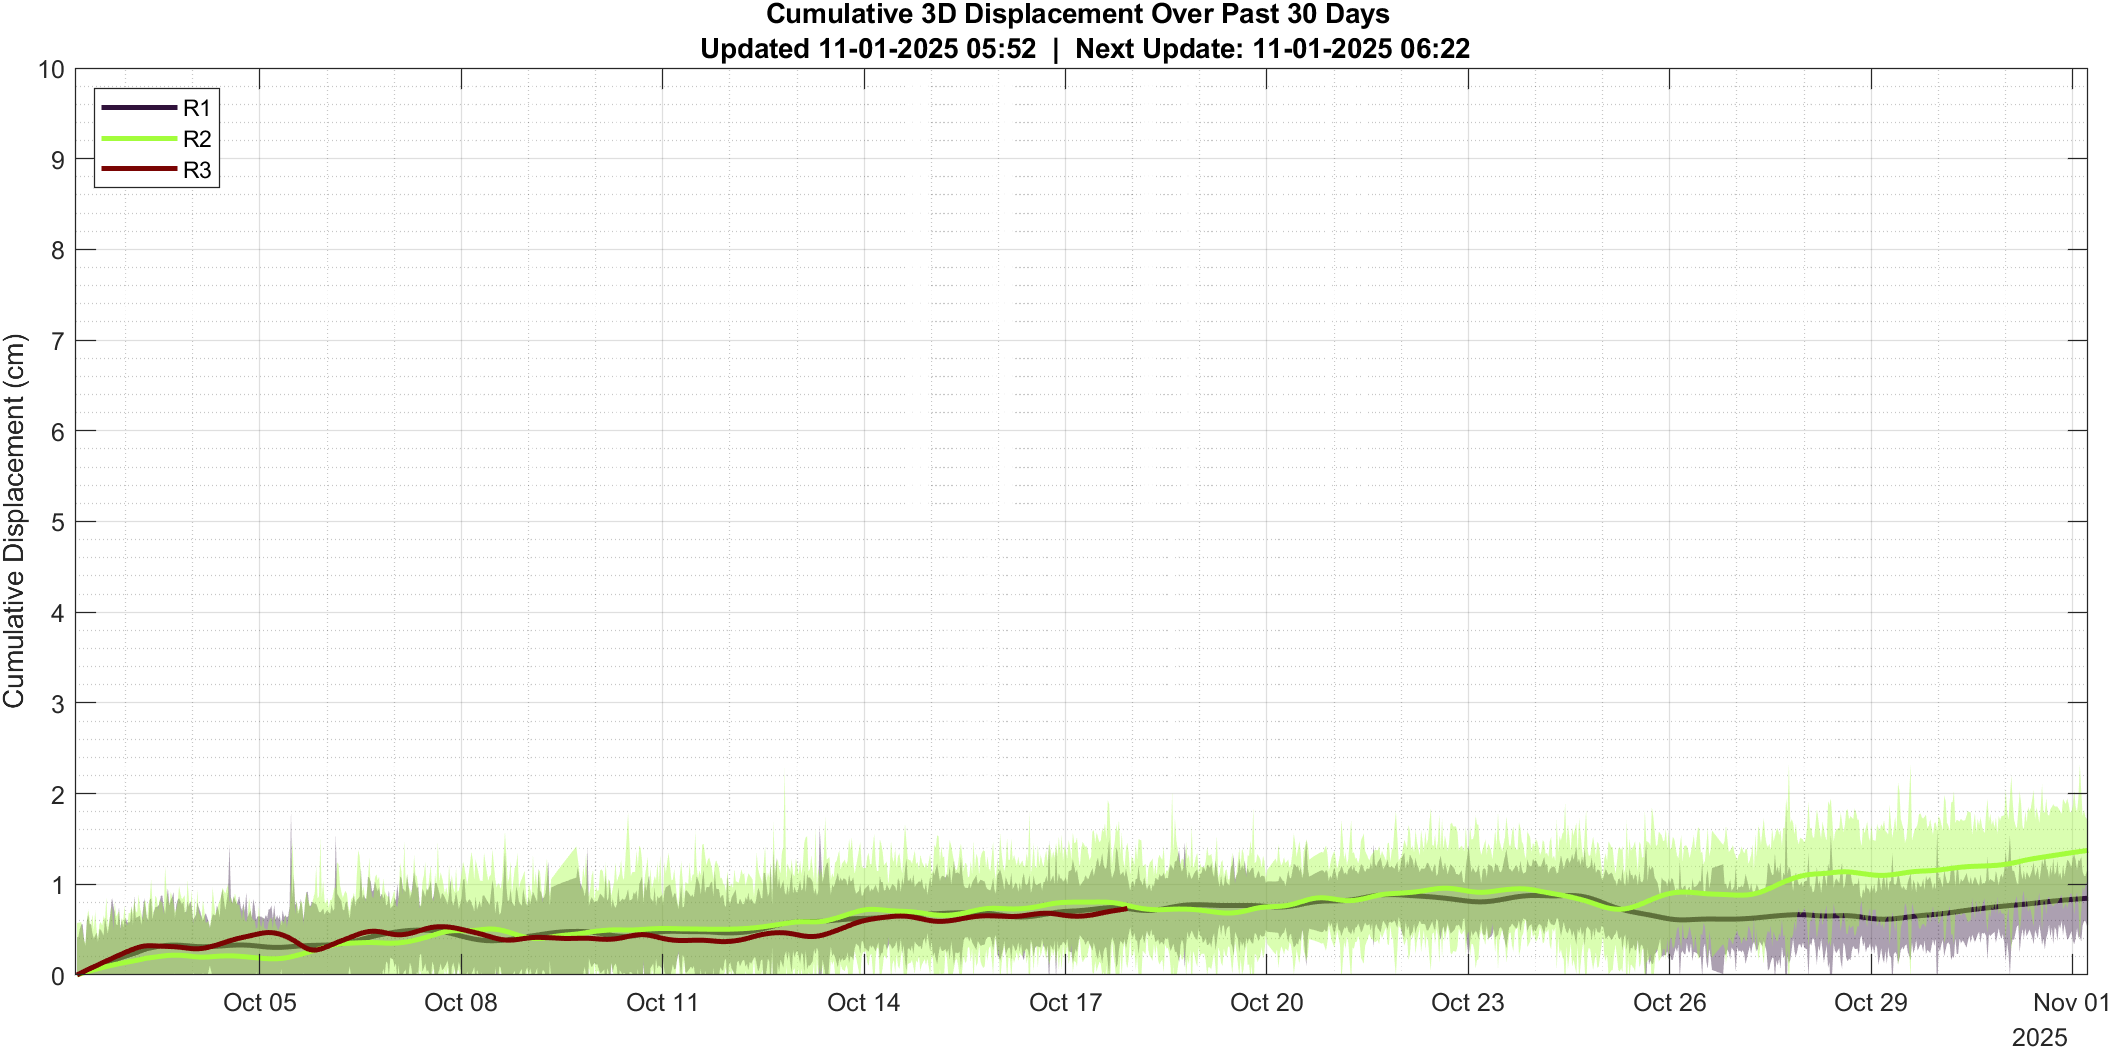 Cumulative 3D Displacement Over Past 30 Days
Updated 11-01-2025 05:52 | Next Update: 11-01-2025 06:22
Cumulative Displacement (cm)
10
9
8
7
6
5
4
3
2
1
0
R1
R2
R3
Oct 05
Oct 08
Oct 11
Oct 14
Oct 17
Oct 20
Oct 23
Oct 26
Oct 29
Nov 01
2025